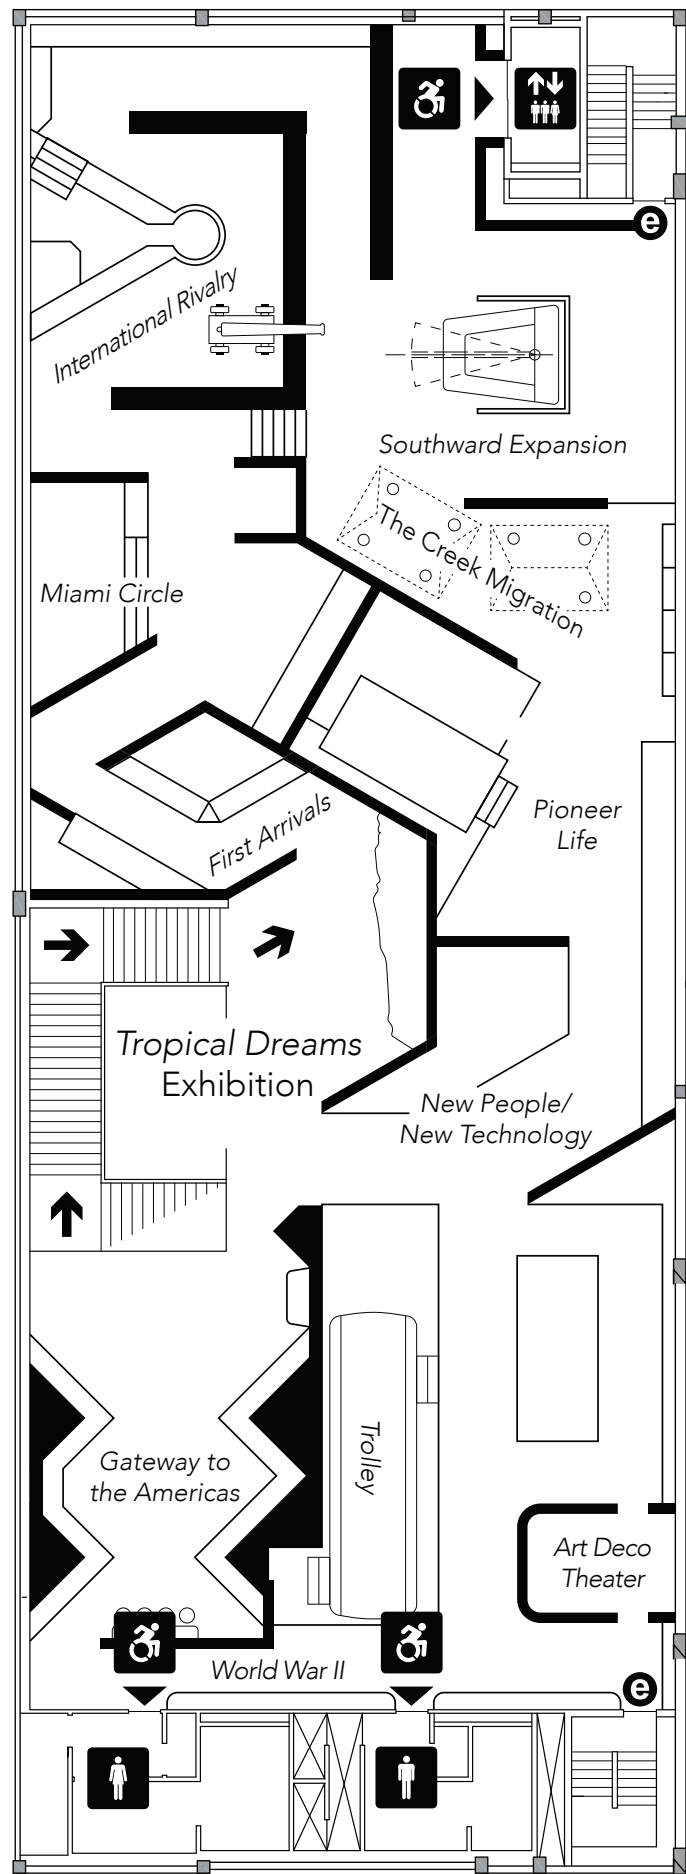 e
International Rivalry
Southward Expansion
The Creek Migration
Miami Circle
Pioneer
Life
First Arrivals
Tropical Dreams
Exhibition
New People/
New Technology
Trolley
Gateway to
the Americas
Art Deco
Theater
World War II
e